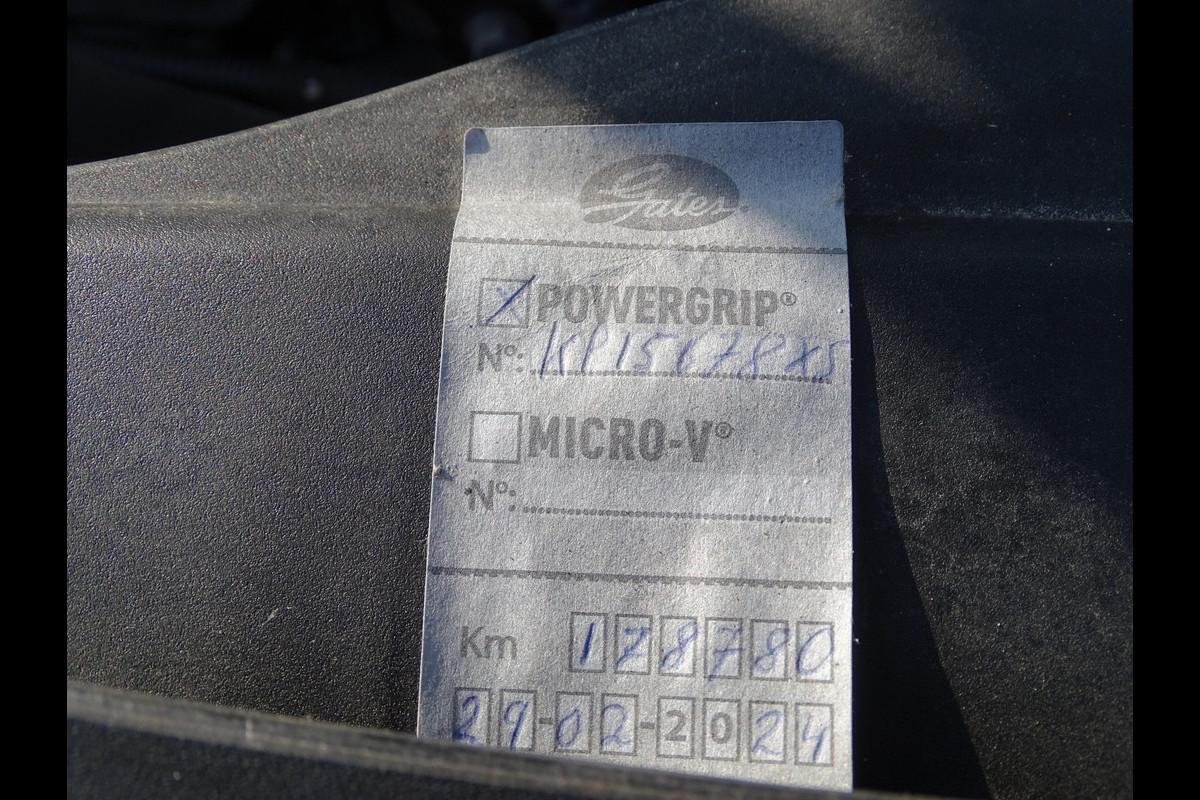 Gates
X POWERGRIP®
Nº: KP15678XS
MICRO-V®
Nº:
Km 178780
29-02-2024